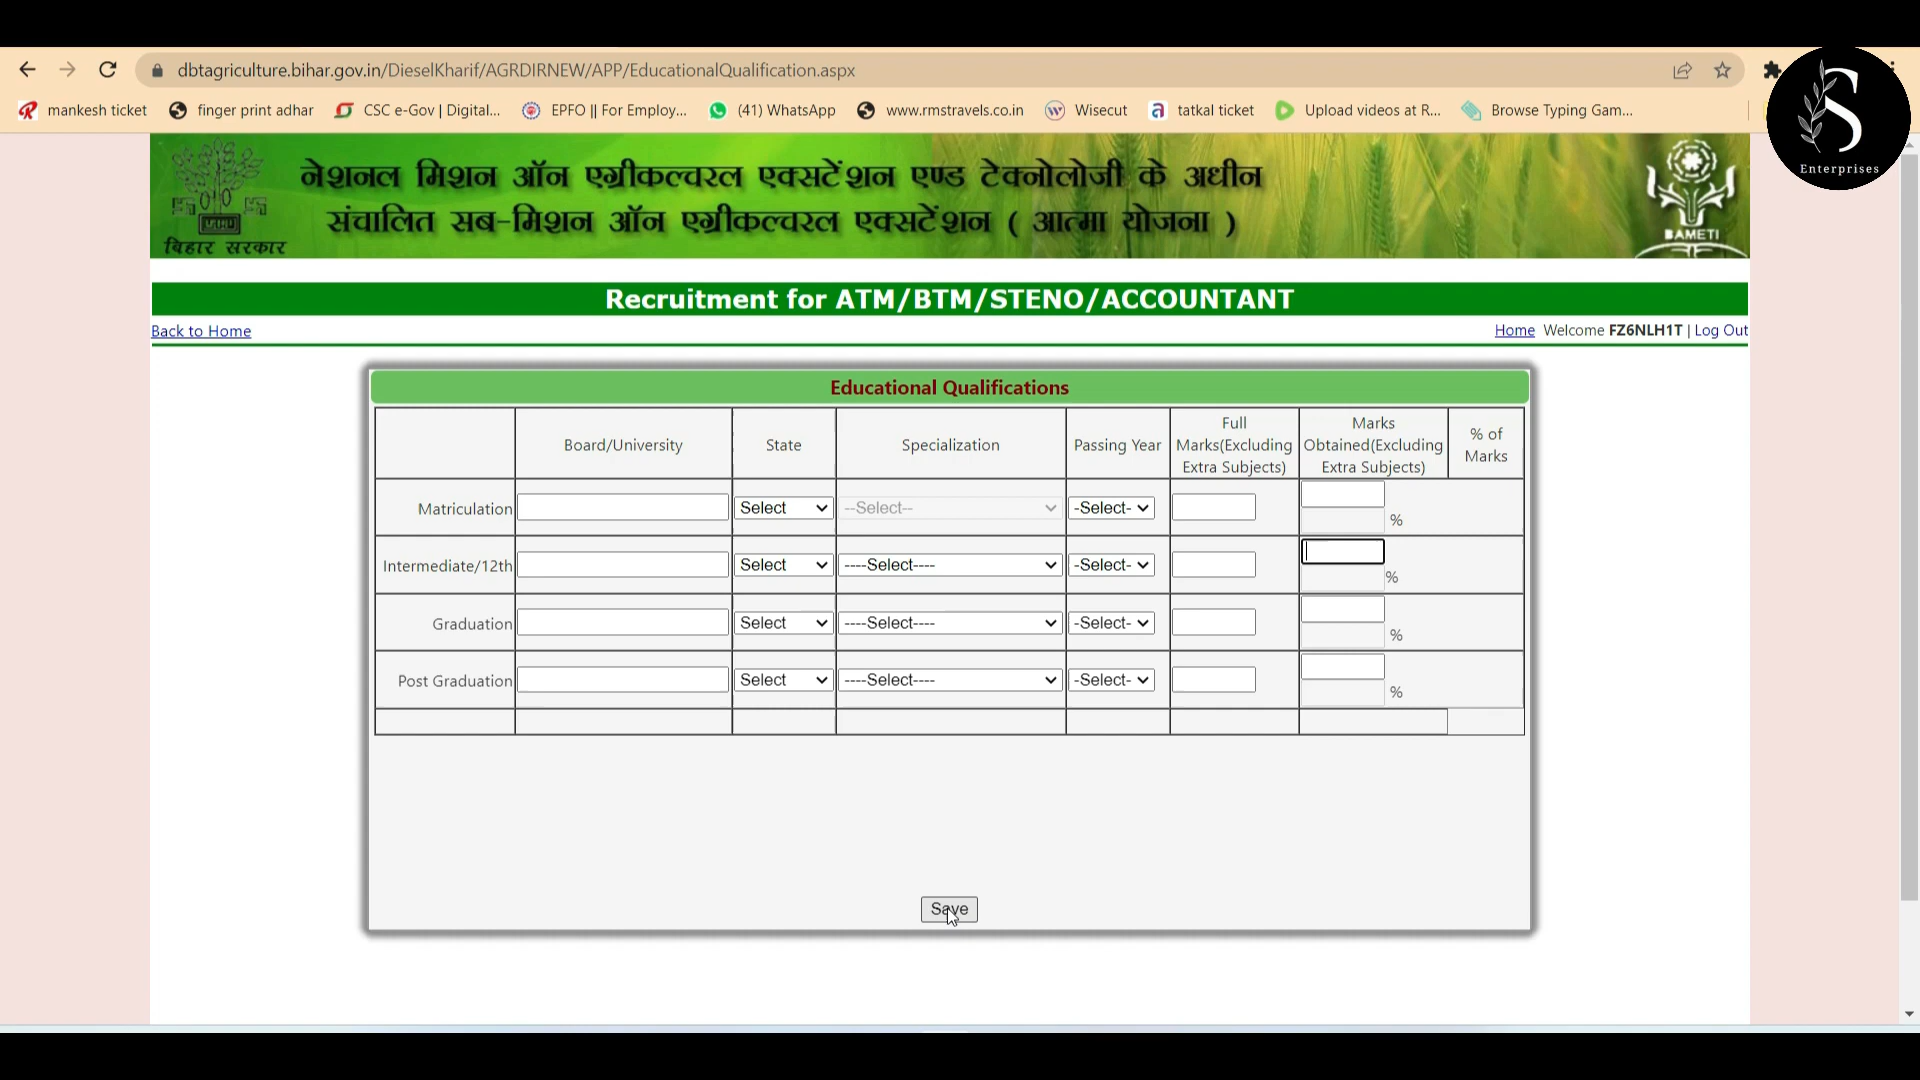 dbtagriculture.bihar.gov.in/DieselKharif/AGRDIRNEW/APP/EducationalQualification.aspx
mankesh ticket finger print adhar CSC e-Gov | Digital... EPFO || For Employ... (41) WhatsApp www.rmstravels.co.in Wisecut tatkal ticket Upload videos at R... Browse Typing Gam...
S
Enterprises
नेशनल मिशन ऑन एग्रीकल्चरल एक्सटेंशन एण्ड टेक्नोलोजी के अधीन
संचालित सब-मिशन ऑन एग्रीकल्चरल एक्सटेंशन ( आत्मा योजना )
बिहार सरकार
BAMETI
Recruitment for ATM/BTM/STENO/ACCOUNTANT
Back to Home Home Welcome FZ6NLH1T | Log Out
Educational Qualifications
Board/University State Specialization Passing Year Full Marks(Excluding Extra Subjects) Marks Obtained(Excluding Extra Subjects) % of Marks
Matriculation Select --Select-- -Select- %
Intermediate/12th Select ----Select---- -Select- %
Graduation Select ----Select---- -Select- %
Post Graduation Select ----Select---- -Select- %
Save